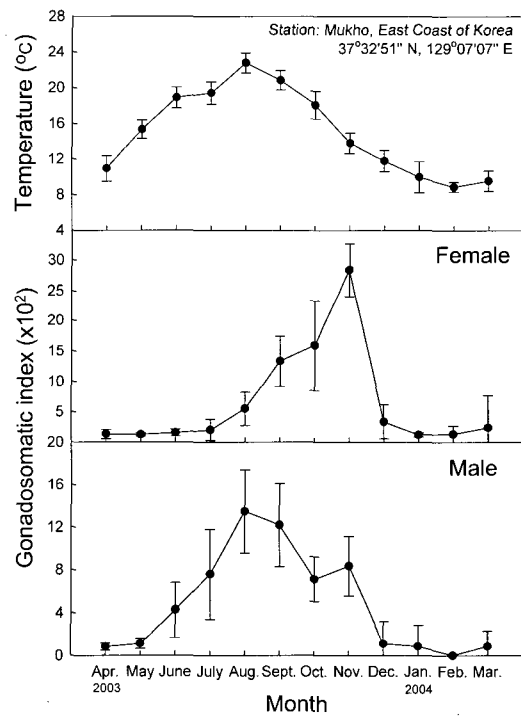 Station: Mukho, East Coast of Korea
37°32'51" N, 129°07'07" E
Temperature (°C)
28
24
20
16
12
8
4
Female
Gonadosomatic index (x10²)
30
25
20
15
10
5
20
Male
16
12
8
4
0
Apr. May June July Aug. Sept. Oct. Nov. Dec. Jan. Feb. Mar.
2003 2004
Month